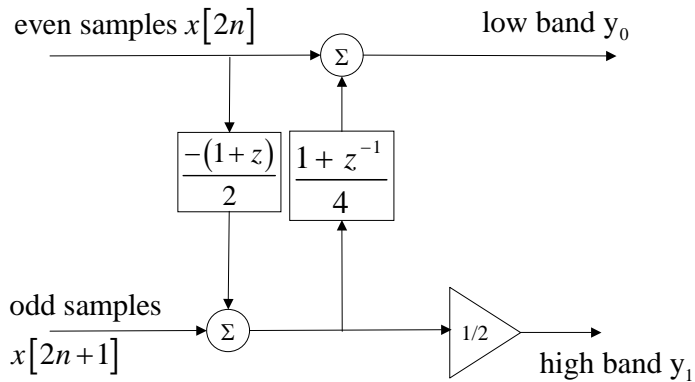 even samples x[2n]
low band y₀
Σ
-(1+z)
2
1 + z⁻¹
4
odd samples
x[2n+1]
Σ
1/2
high band y₁